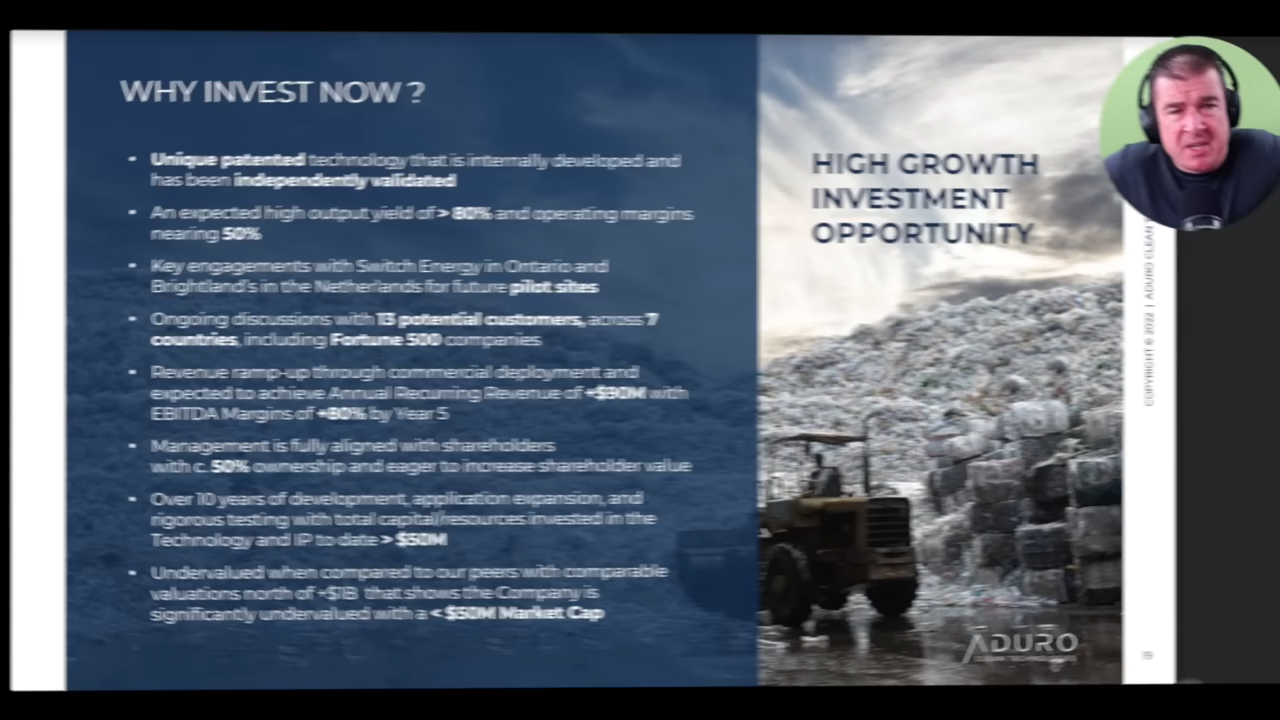 WHY INVEST NOW ?
• Unique patented technology that is internally developed and
has been independently validated
• An expected high output yield of > 80% and operating margins
nearing 50%
• Key engagements with Switch Energy in Ontario and
Brightland's in the Netherlands for future pilot sites
• Ongoing discussions with 13 potential customers, across 7
countries, including Fortune 500 companies
• Revenue ramp-up through commercial deployment and
expected to achieve Annual Recurring Revenue of with
EBITDA Margins of by Year 5
• Management is fully aligned with shareholders
with c. 50% ownership and eager to increase shareholder value
• Over 10 years of development, application expansion, and
rigorous testing with total capital/resources invested in the
Technology and IP to date > $50M
• Undervalued when compared to our peers with comparable
valuations north of ~$1B that shows the Company is
significantly undervalued with a < $50M Market Cap
HIGH GROWTH
INVESTMENT
OPPORTUNITY
COPYRIGHT © 2022 | ADURO CLEAN
ADURO